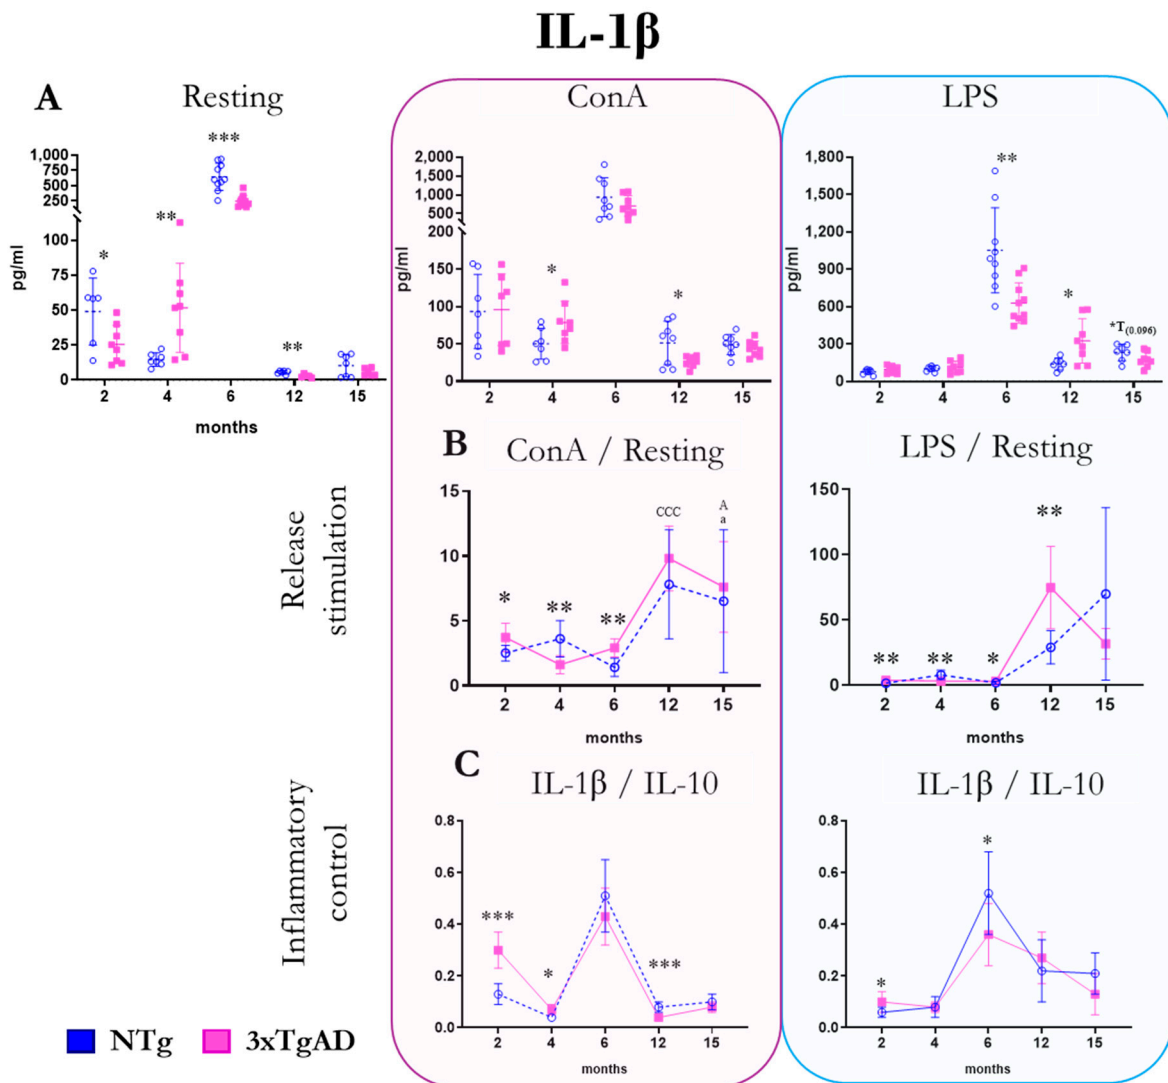 IL-1β
A
Resting
ConA
LPS
***
**
*
**
1,000
750
500
250
100
75
50
25
0
pg/ml
2 4 6 12 15
months
*
*
2,000
1,500
1,000
500
200
150
100
50
0
pg/ml
2 4 6 12 15
**
*
*T(0.096)
1,800
1,500
1,200
900
600
300
0
pg/ml
2 4 6 12 15
B
Release
stimulation
ConA / Resting
15
10
5
0
*
**
**
CCC
A
a
2 4 6 12 15
months
LPS / Resting
150
100
50
0
**
**
*
**
2 4 6 12 15
months
C
Inflammatory
control
IL-1β / IL-10
0.8
0.6
0.4
0.2
0.0
***
*
***
2 4 6 12 15
months
IL-1β / IL-10
0.8
0.6
0.4
0.2
0.0
*
*
2 4 6 12 15
months
NTg
3xTgAD